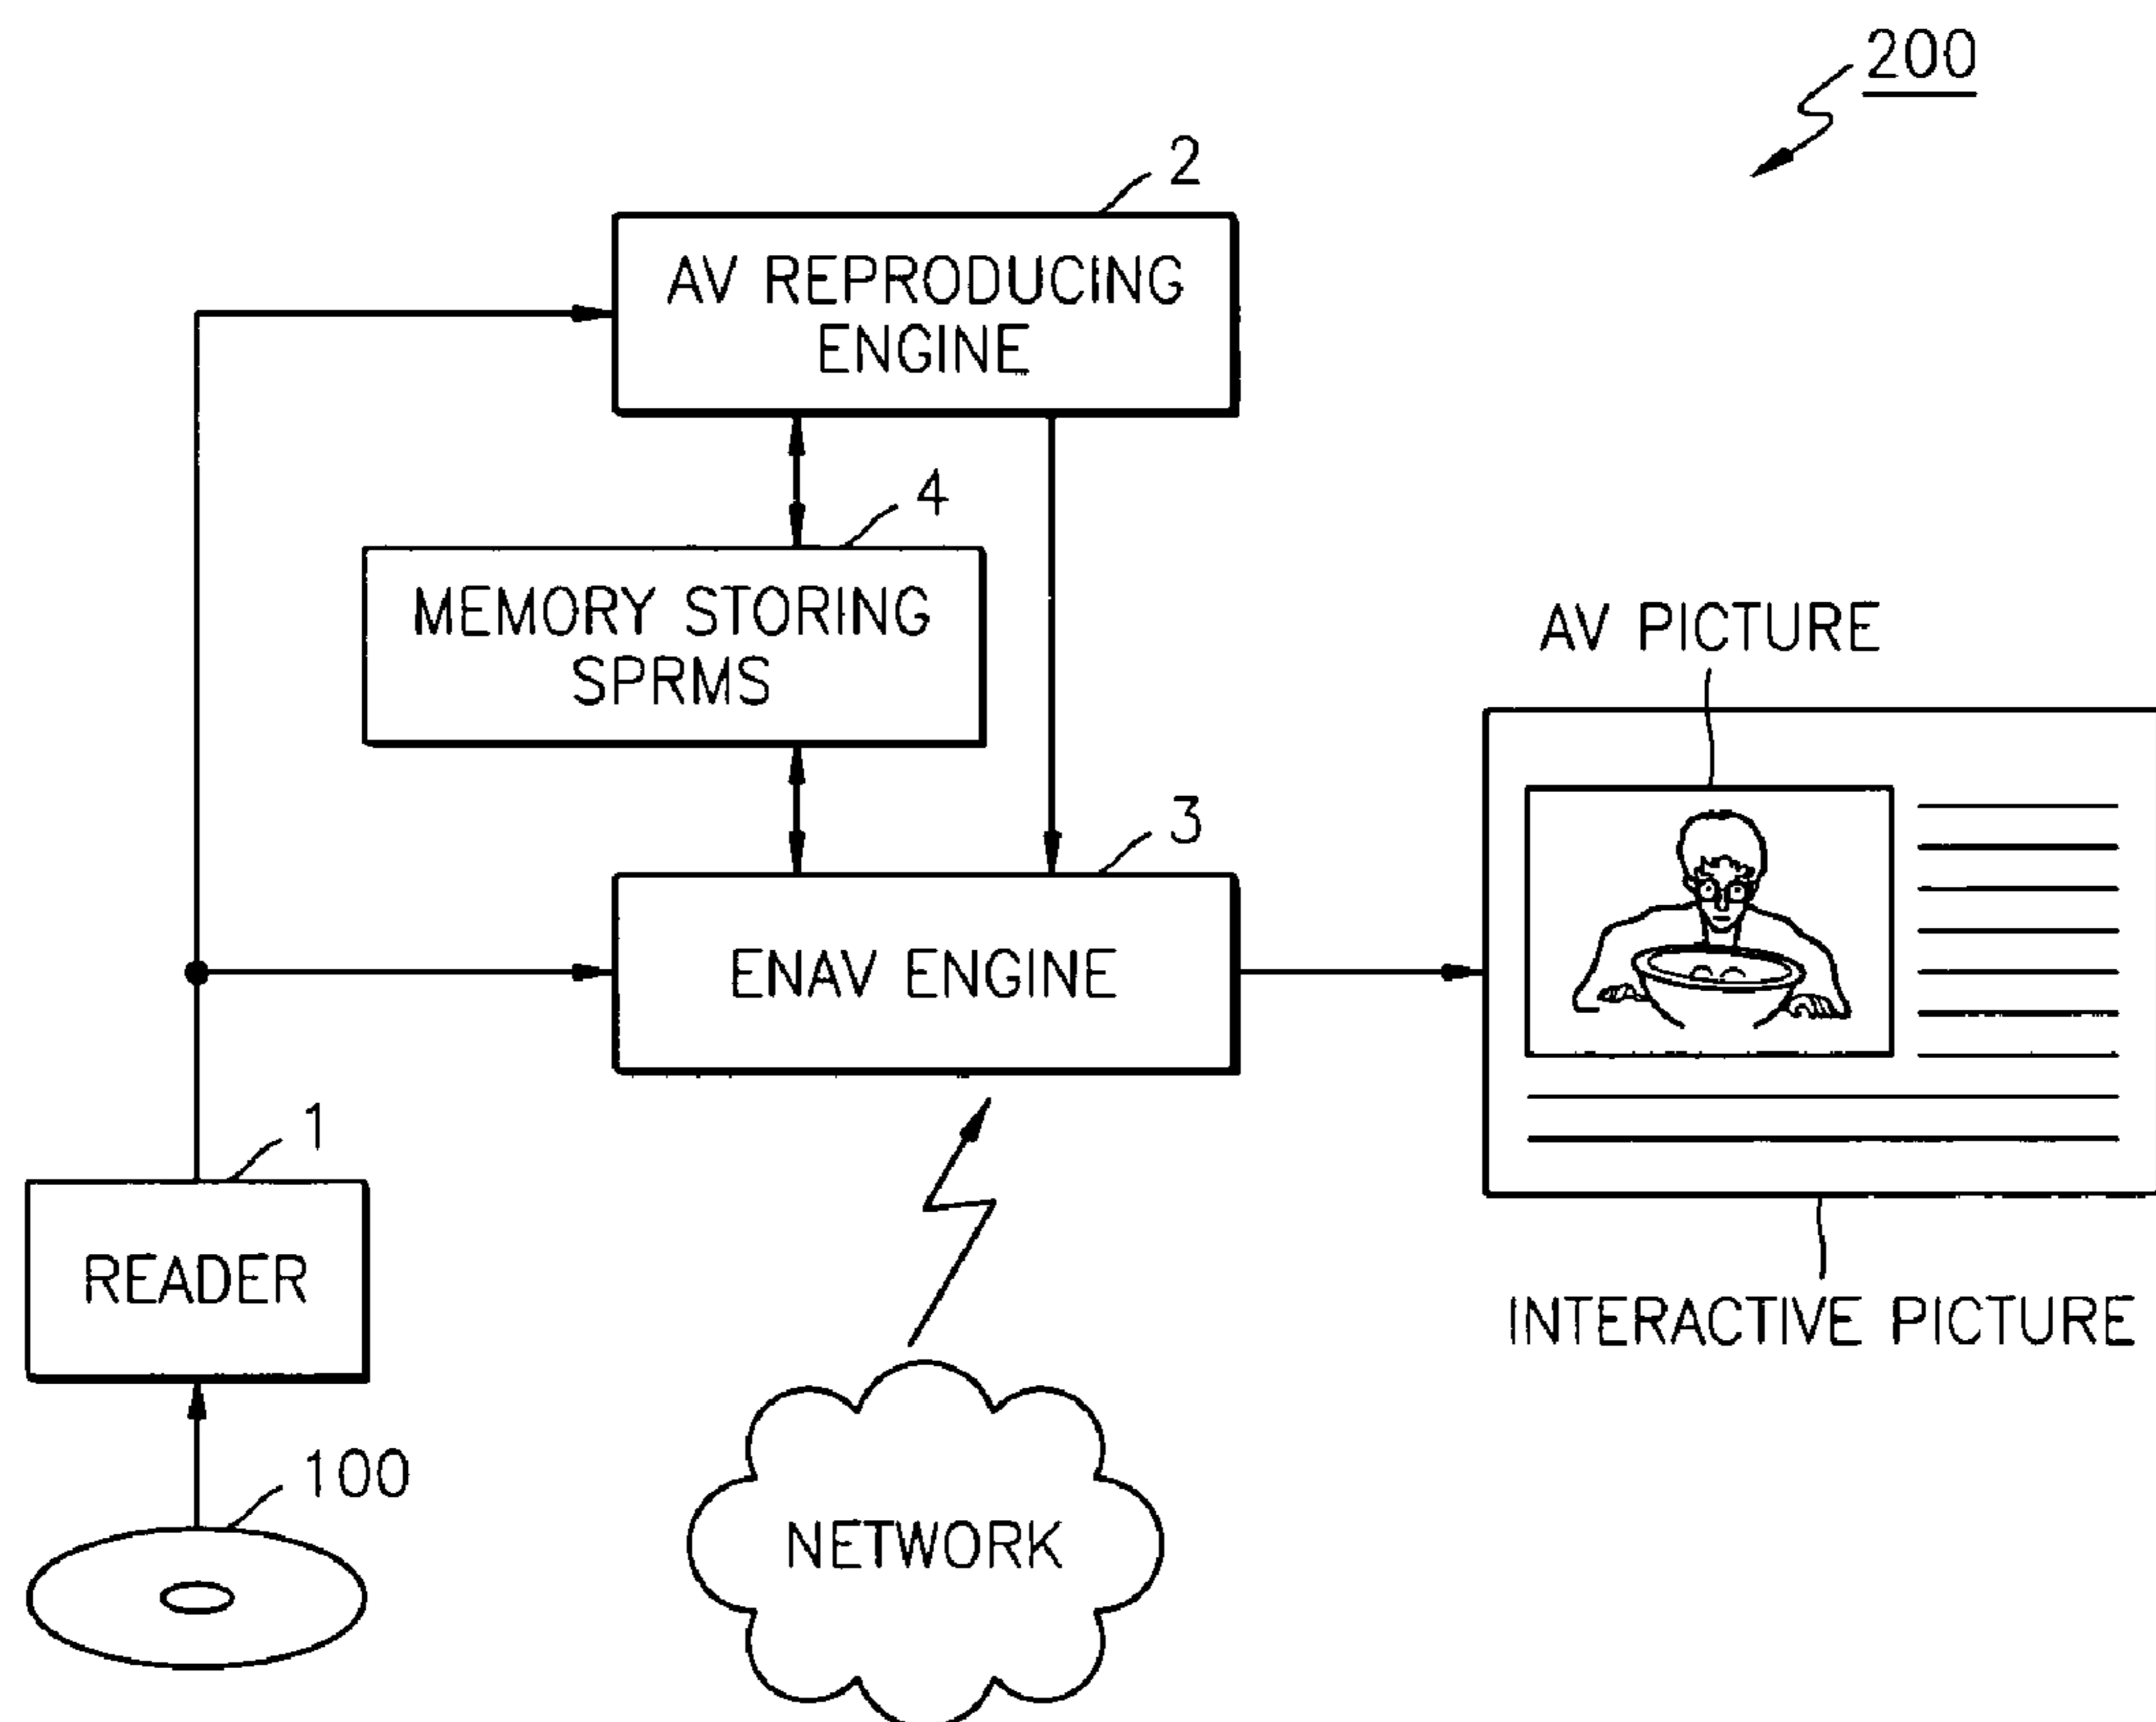 200
2
AV REPRODUCING
ENGINE
4
MEMORY STORING
SPRMS
AV PICTURE
3
ENAV ENGINE
1
READER
INTERACTIVE PICTURE
100
NETWORK